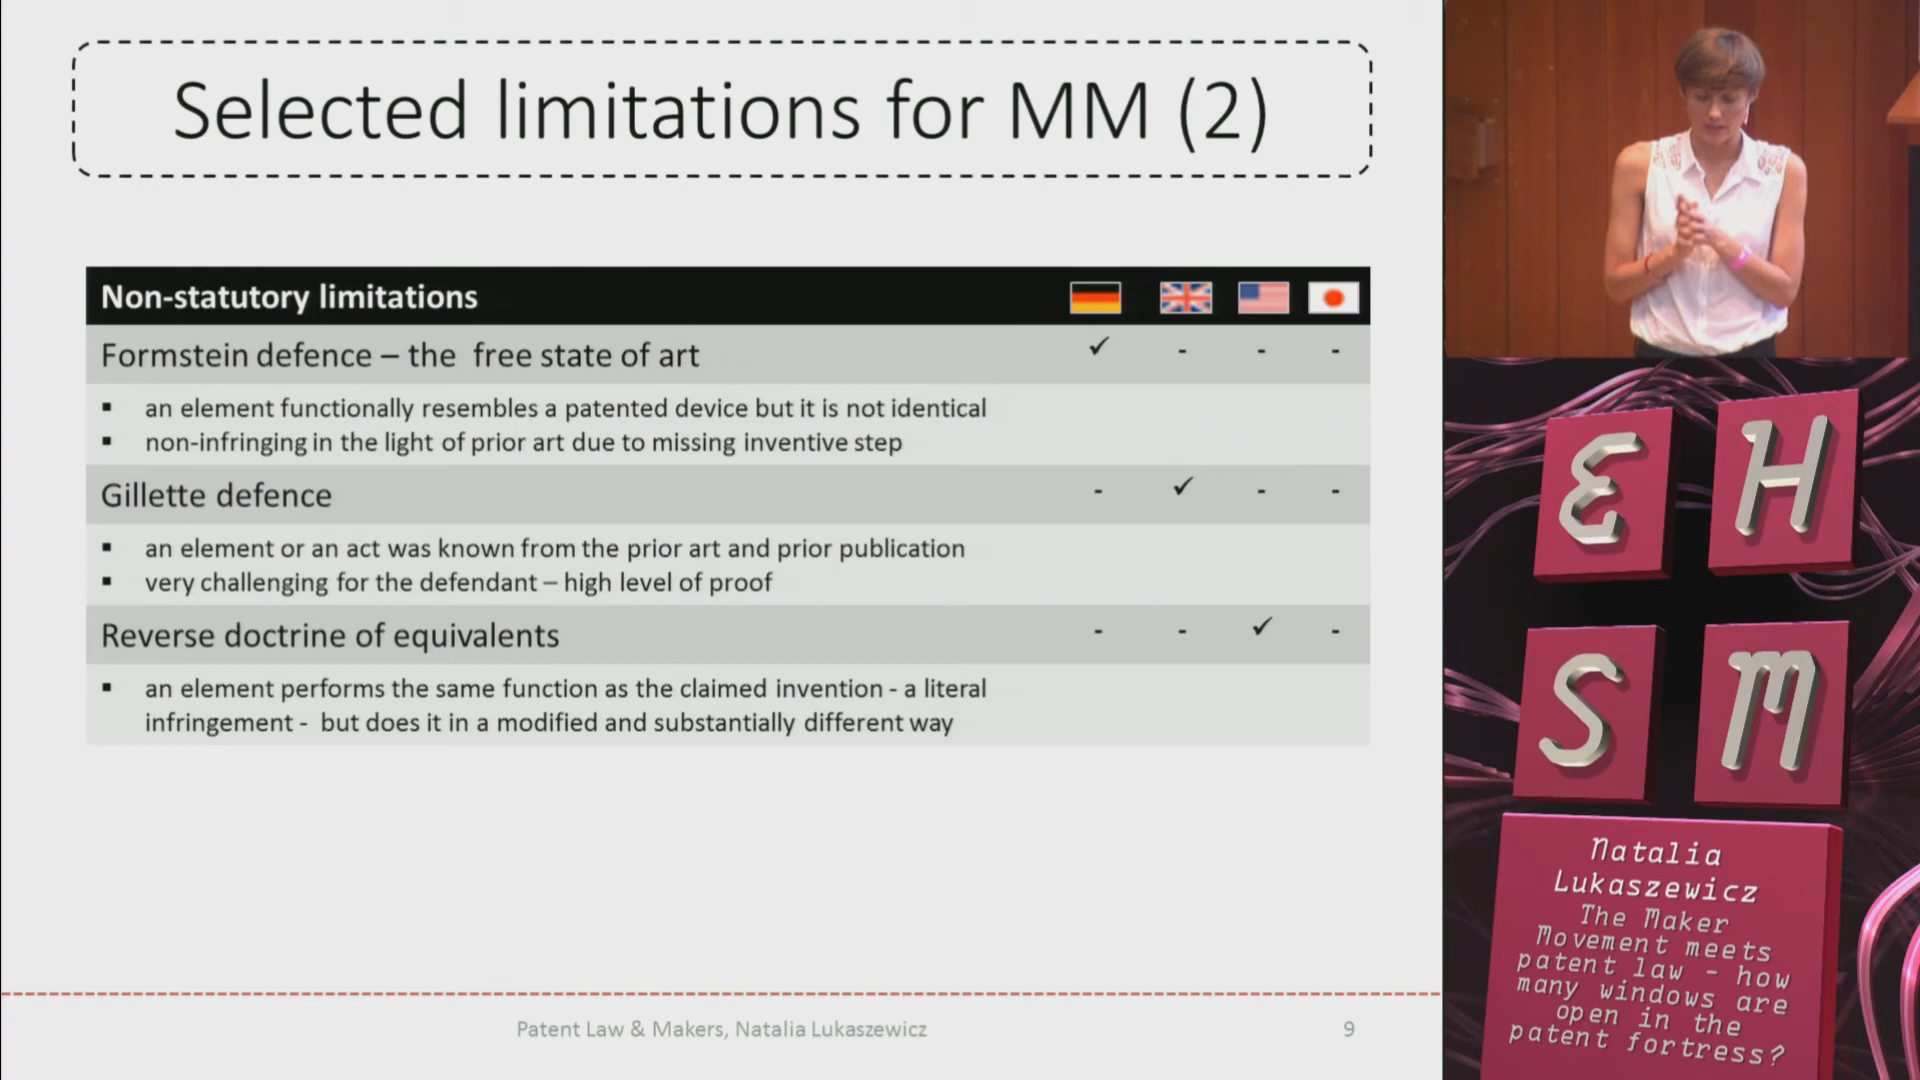 Selected limitations for MM (2)
Non-statutory limitations
Formstein defence – the free state of art ✓ - - -
▪ an element functionally resembles a patented device but it is not identical
▪ non-infringing in the light of prior art due to missing inventive step
Gillette defence - ✓ - -
▪ an element or an act was known from the prior art and prior publication
▪ very challenging for the defendant – high level of proof
Reverse doctrine of equivalents - - ✓ -
▪ an element performs the same function as the claimed invention - a literal
infringement - but does it in a modified and substantially different way
Patent Law & Makers, Natalia Lukaszewicz
9
E H
S M
Natalia
Lukaszewicz
The Maker
Movement meets
patent law - how
many windows are
open in the
patent fortress?